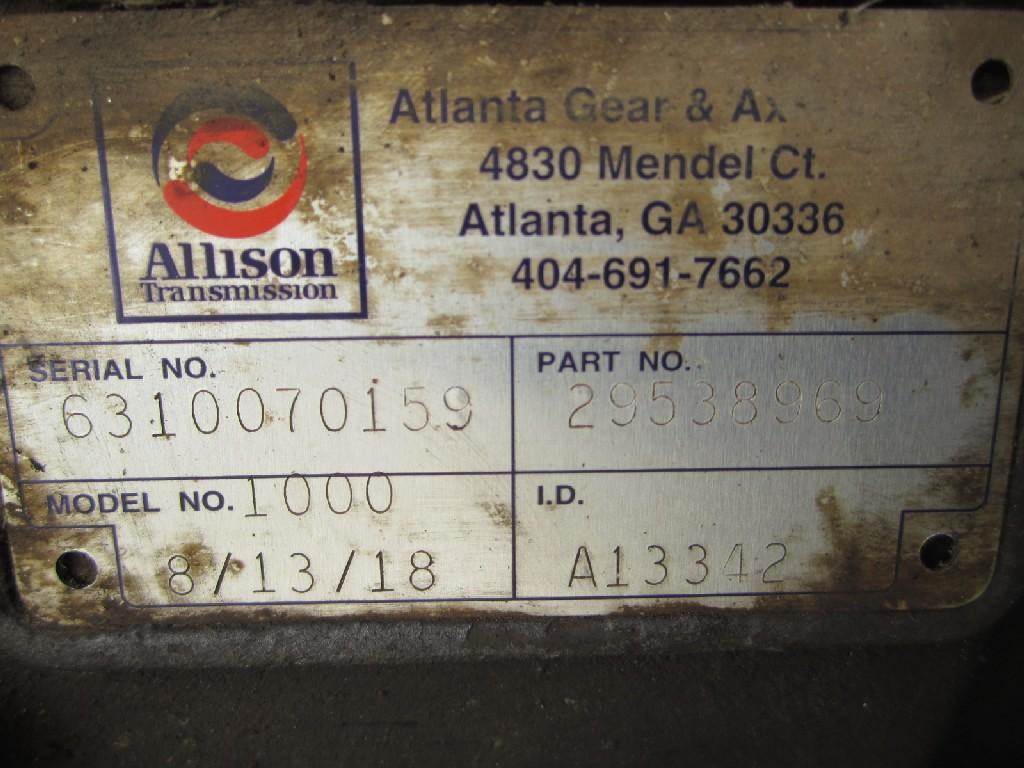 Atlanta Gear &
4830 Mendel Ct.
Atlanta, GA 30336
404-691-7662
Allison
Transmission
SERIAL NO.
6310070159
PART NO.
29538969
MODEL NO. 1000
8/13/18
I.D.
A13342